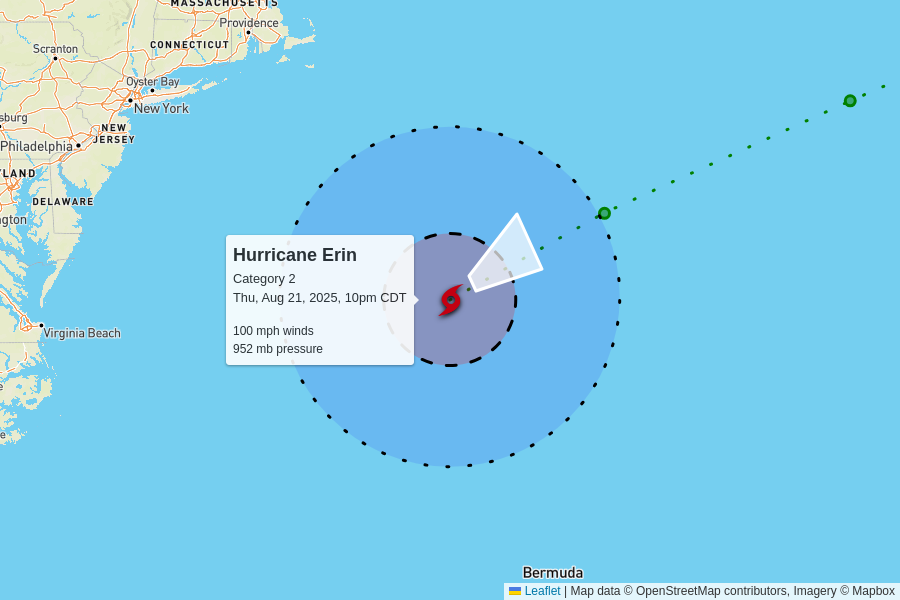 MASSACHUSETTS
Providence
CONNECTICUT
Scranton
Oyster Bay
New York
sburg
NEW
JERSEY
Philadelphia
YLAND
DELAWARE
ngton
Hurricane Erin
Category 2
Thu, Aug 21, 2025, 10pm CDT
100 mph winds
952 mb pressure
Virginia Beach
e
e
Bermuda
Leaflet | Map data © OpenStreetMap contributors, Imagery © Mapbox